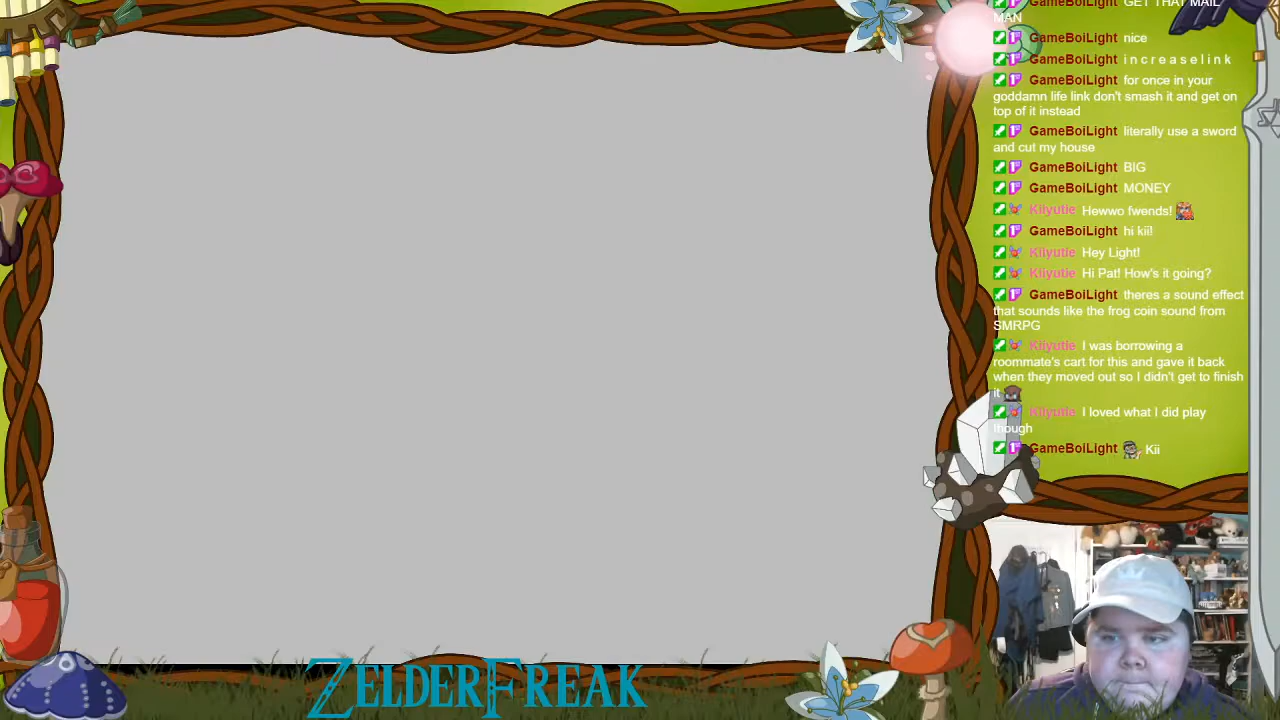 GameBoiLight GET THAT MAIL
MAN
GameBoiLight nice
GameBoiLight i n c r e a s e l i n k
GameBoiLight for once in your
goddamn life link don't smash it and get on
top of it instead
GameBoiLight literally use a sword
and cut my house
GameBoiLight BIG
GameBoiLight MONEY
Kiiyutie Hewwo fwends!
GameBoiLight hi kii!
Kiiyutie Hey Light!
Kiiyutie Hi Pat! How's it going?
GameBoiLight theres a sound effect
that sounds like the frog coin sound from
SMRPG
Kiiyutie I was borrowing a
roommate's cart for this and gave it back
when they moved out so I didn't get to finish
it
Kiiyutie I loved what I did play
though
GameBoiLight Kii
ZELDERFREAK